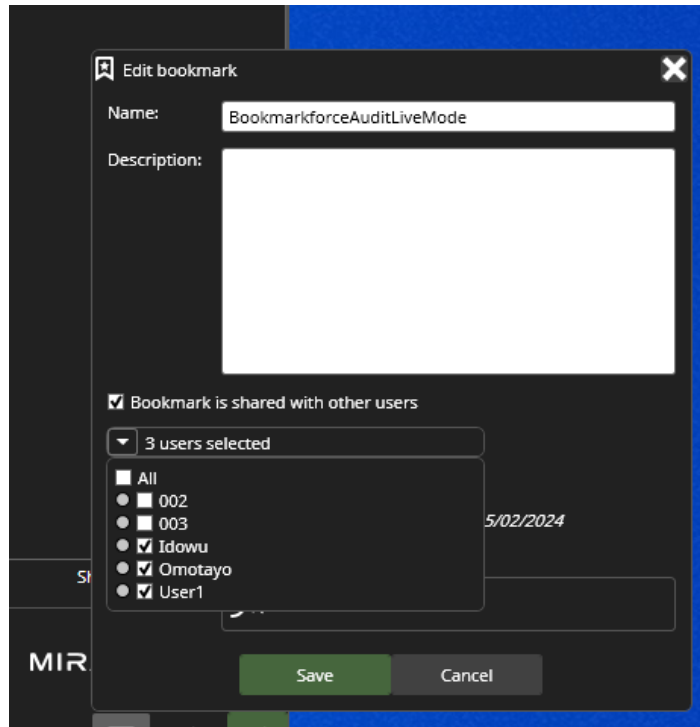 Edit bookmark
Name:
BookmarkforceAuditLiveMode
Description:
Bookmark is shared with other users
3 users selected
All
002
003
Idowu
5/02/2024
Omotayo
User1
MIR
Save
Cancel